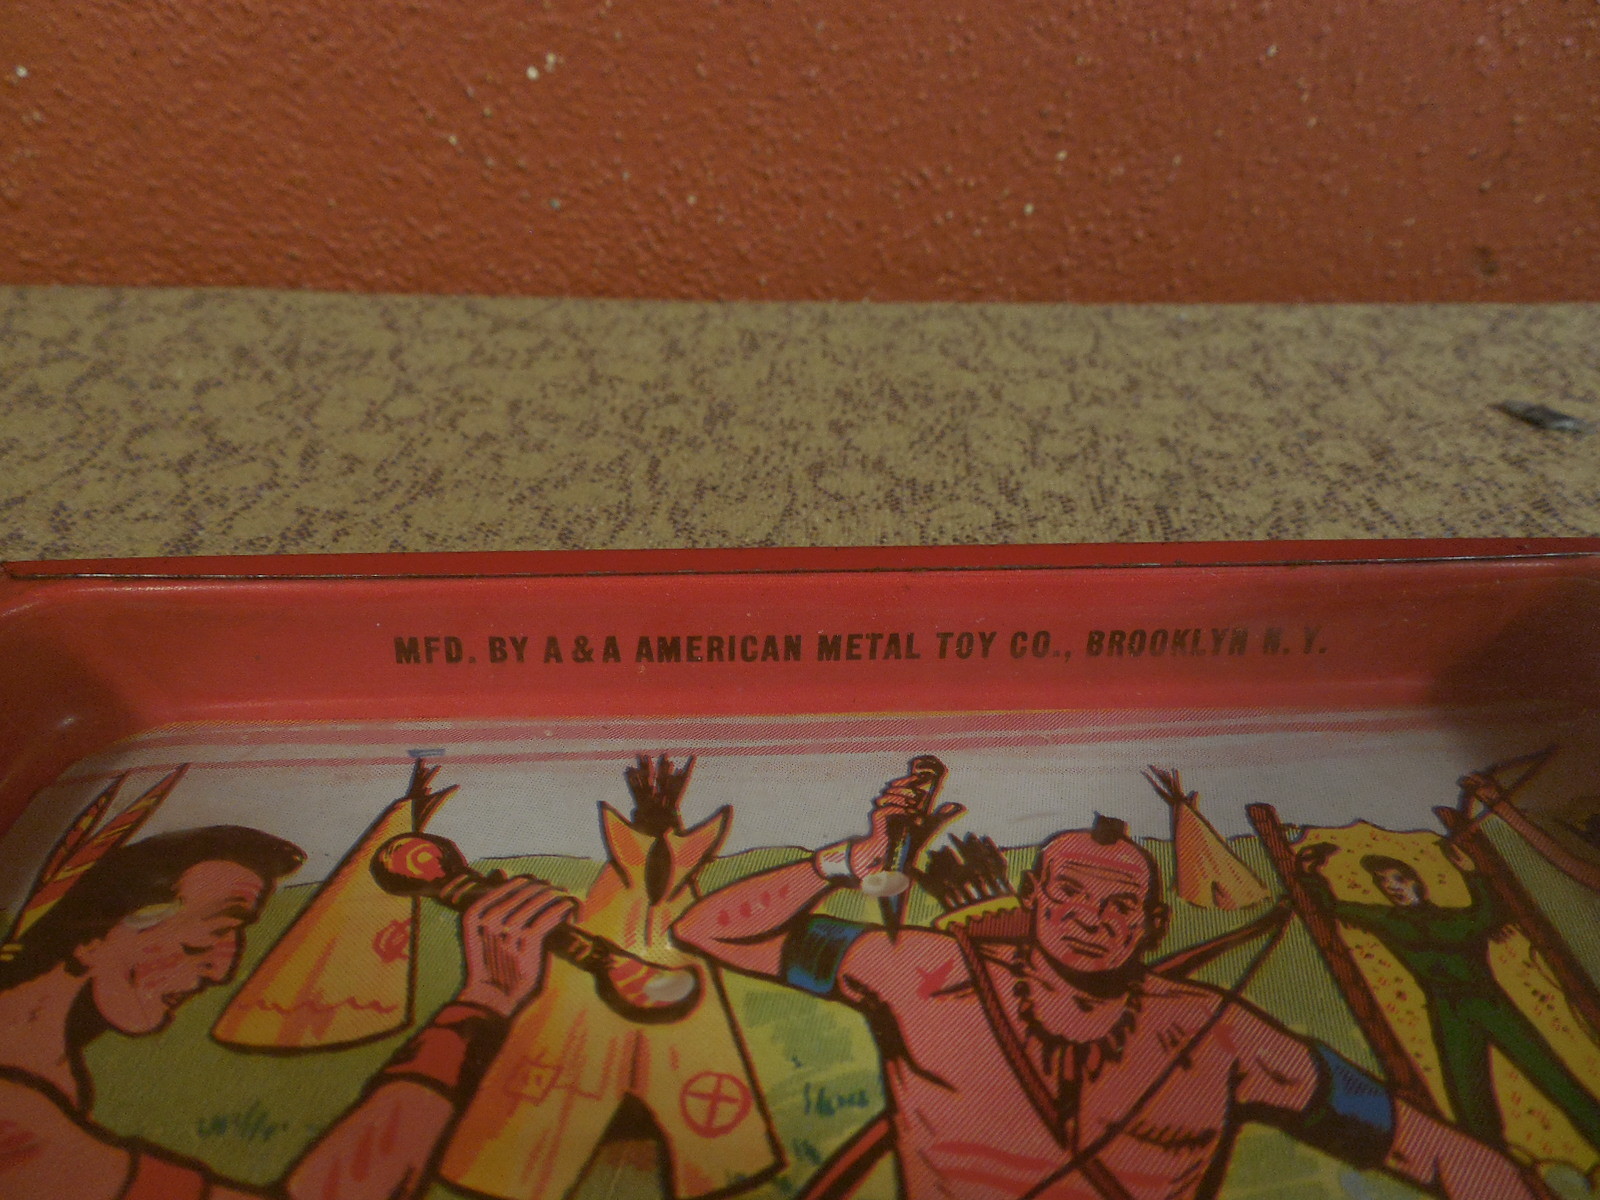 MFD. BY A & A AMERICAN METAL TOY CO., BROOKLYN N. Y.